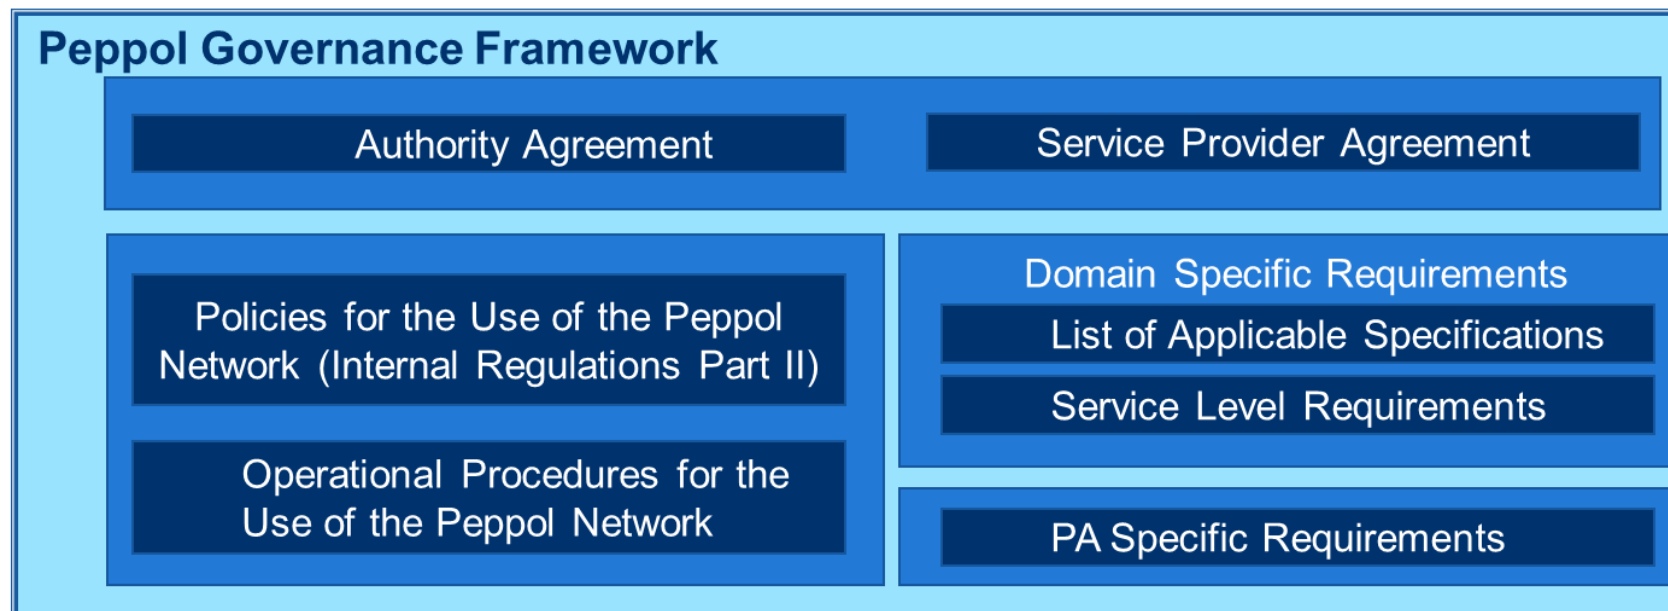 Peppol Governance Framework
Authority Agreement
Service Provider Agreement
Policies for the Use of the Peppol
Network (Internal Regulations Part II)
Operational Procedures for the
Use of the Peppol Network
Domain Specific Requirements
List of Applicable Specifications
Service Level Requirements
PA Specific Requirements